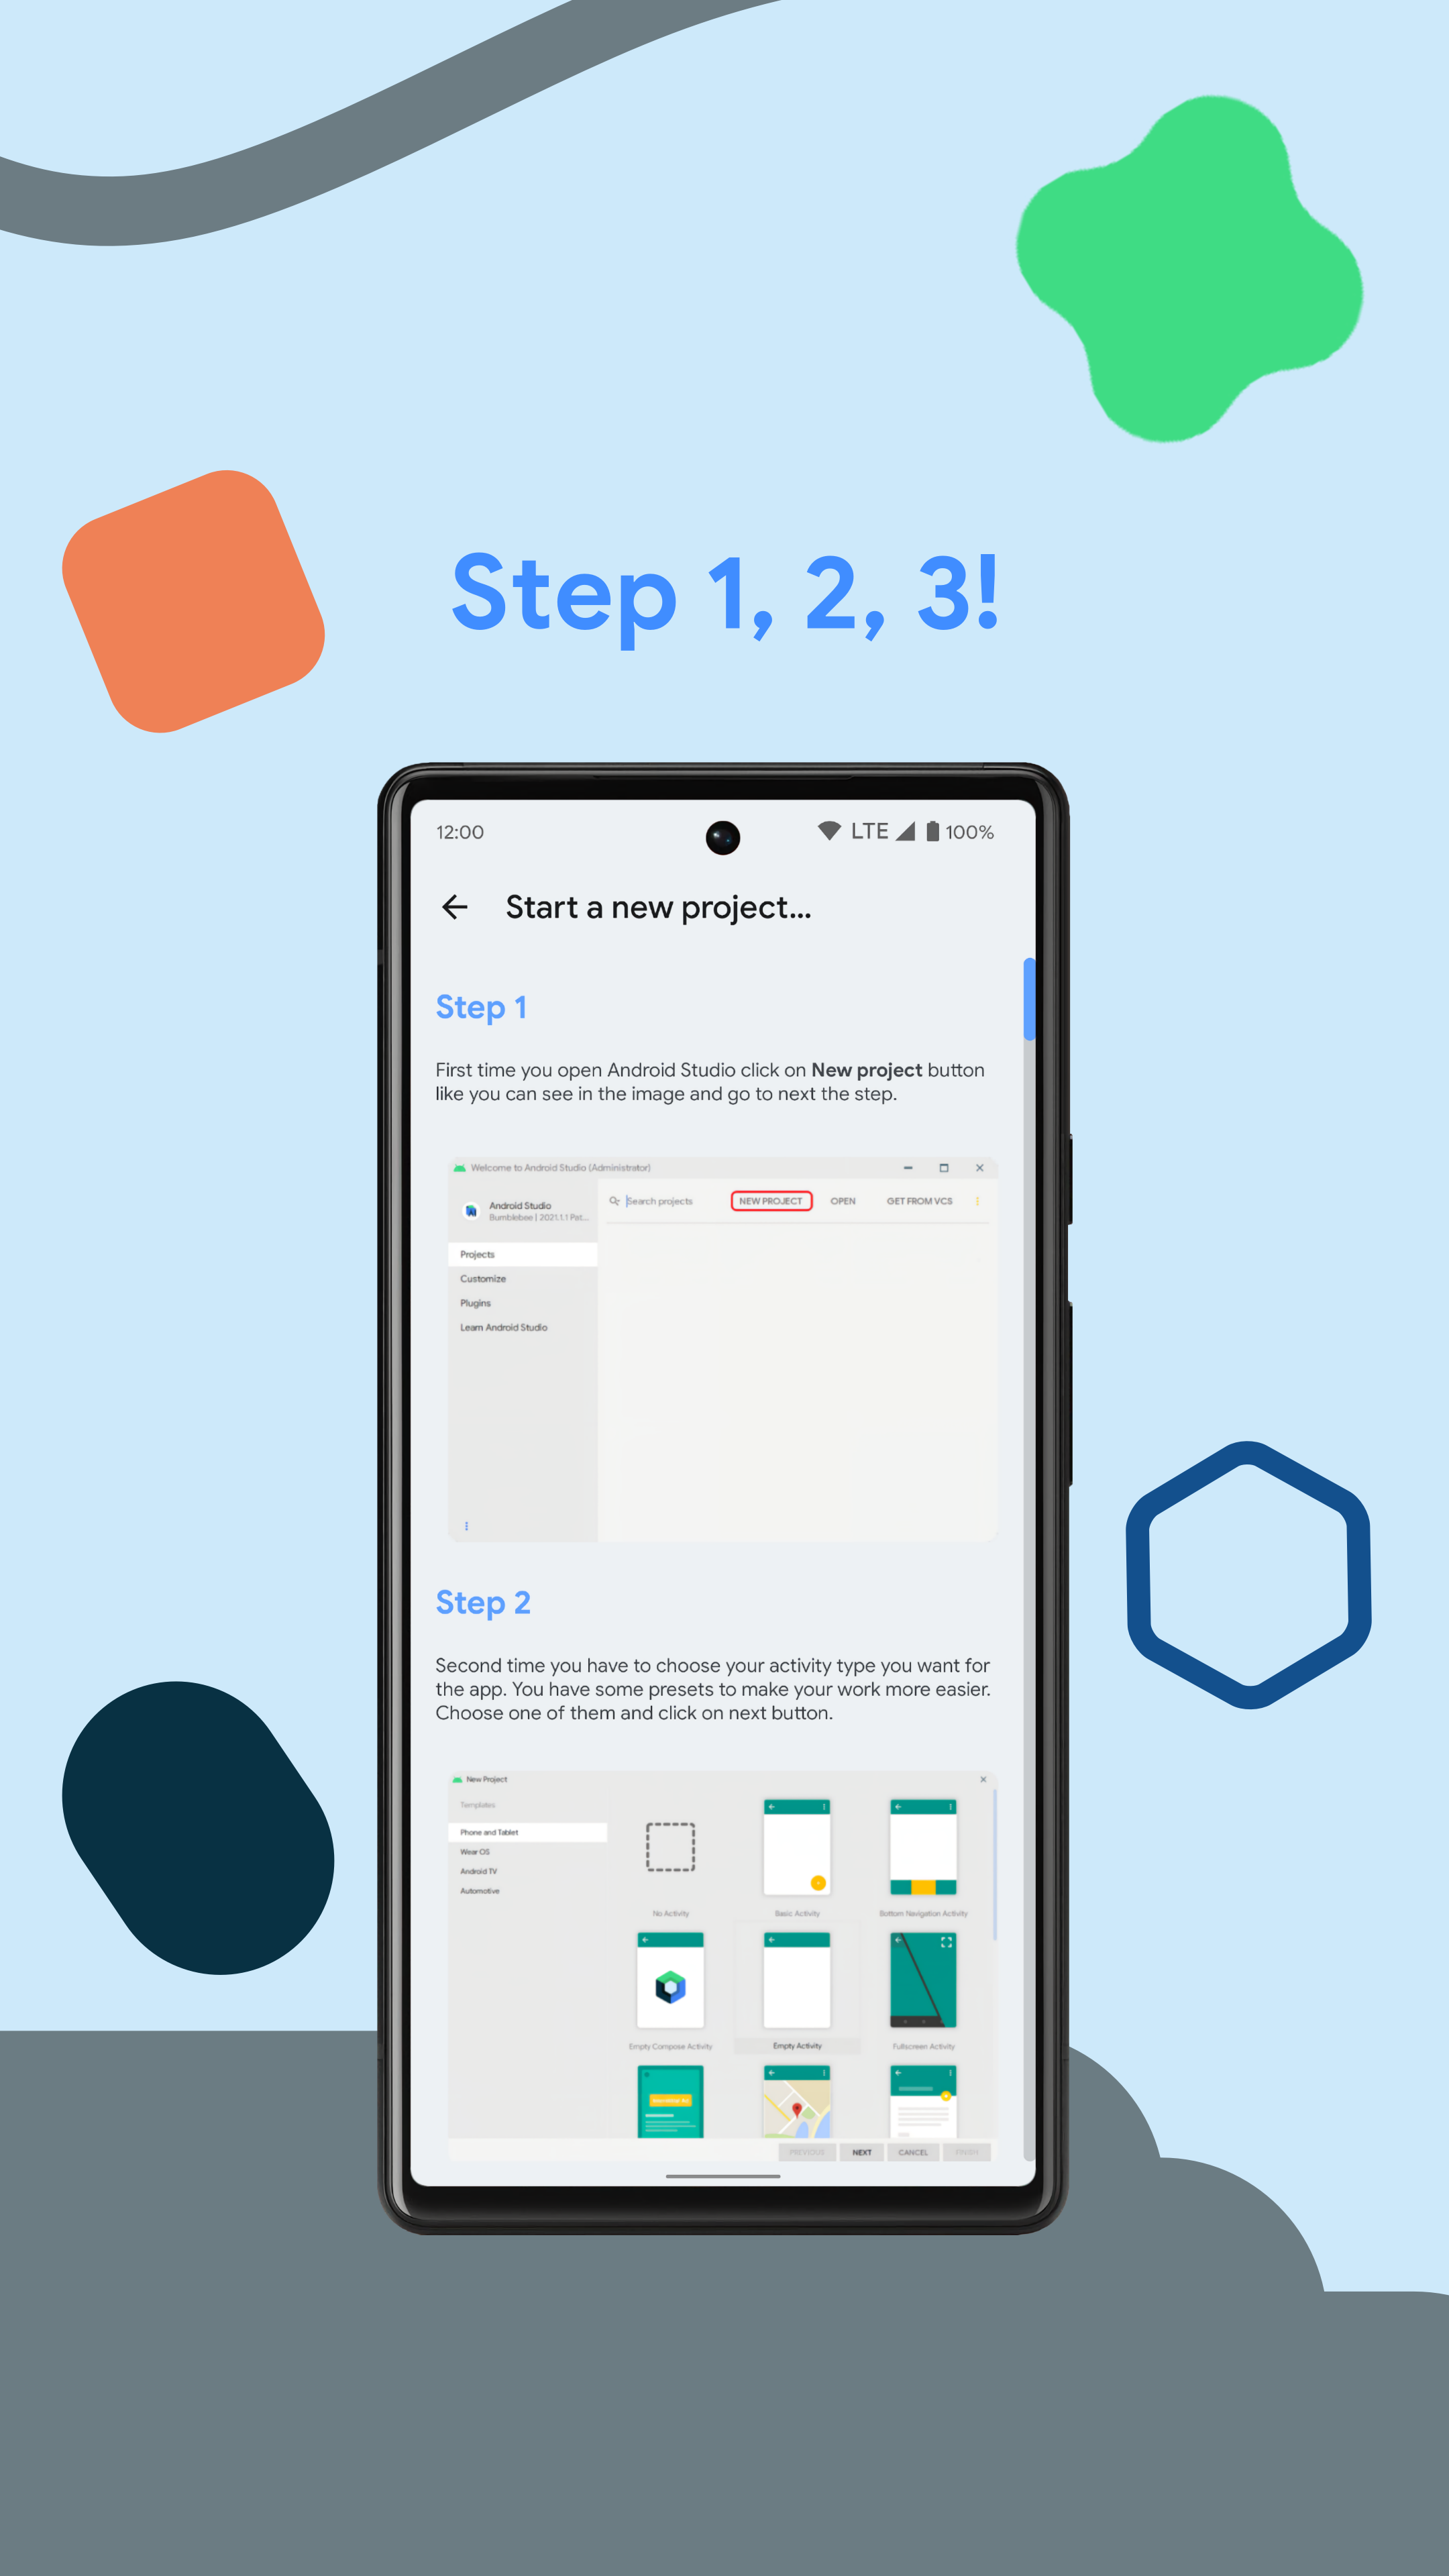 Step 1, 2, 3!
12:00
LTE 100%
Start a new project...
Step 1
First time you open Android Studio click on New project button
like you can see in the image and go to next the step.
Welcome to Android Studio (Administrator)
Android Studio
Bumblebee | 2021.1.1 Pat...
Search projects
NEW PROJECT
OPEN
GET FROM VCS
Projects
Customize
Plugins
Learn Android Studio
Step 2
Second time you have to choose your activity type you want for
the app. You have some presets to make your work more easier.
Choose one of them and click on next button.
New Project
Templates
Phone and Tablet
Wear OS
Android TV
Automotive
No Activity
Basic Activity
Bottom Navigation Activity
Empty Compose Activity
Empty Activity
Fullscreen Activity
PREVIOUS
NEXT
CANCEL
FINISH